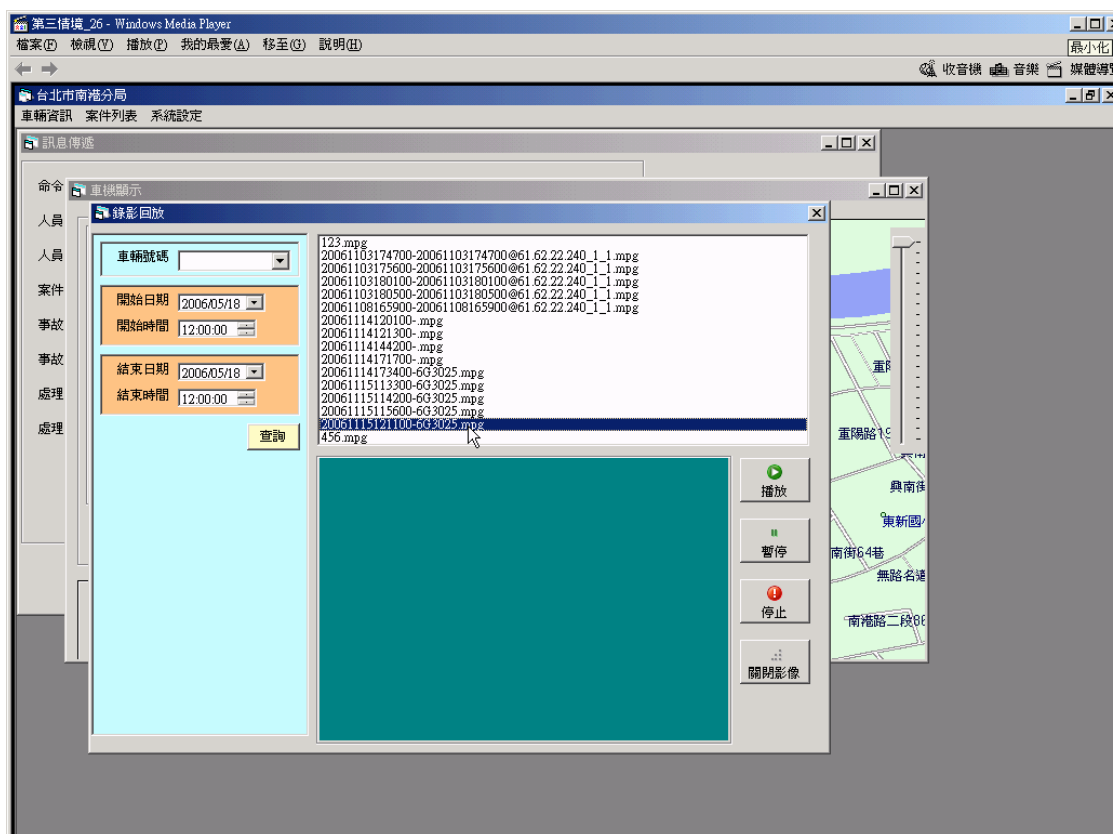 第三情境_26 - Windows Media Player
檔案(F) 檢視(V) 播放(P) 我的最愛(A) 移至(G) 說明(H)
最小化
收音機 音樂 媒體導覽
台北市南港分局
車輛資訊 案件列表 系統設定
訊息傳遞
命令
人員
人員
案件
事故
事故
處理
處理
車機顯示
錄影回放
車輛號碼
開始日期 2006/05/18
開始時間 12:00:00
結束日期 2006/05/18
結束時間 12:00:00
查詢
123.mpg
20061103174700-20061103174700@61.62.22.240_1_1.mpg
20061103175600-20061103175600@61.62.22.240_1_1.mpg
20061103180100-20061103180100@61.62.22.240_1_1.mpg
20061103180500-20061103180500@61.62.22.240_1_1.mpg
20061108165900-20061108165900@61.62.22.240_1_1.mpg
20061114120100-.mpg
20061114121300-.mpg
20061114144200-.mpg
20061114171700-.mpg
20061114173400-6G3025.mpg
20061115113300-6G3025.mpg
20061115114200-6G3025.mpg
20061115115600-6G3025.mpg
20061115121100-6G3025.mpg
456.mpg
播放
暫停
停止
關閉影像
重陽路19
興南街
東新國小
南街64巷
無路名道
南港路二段86